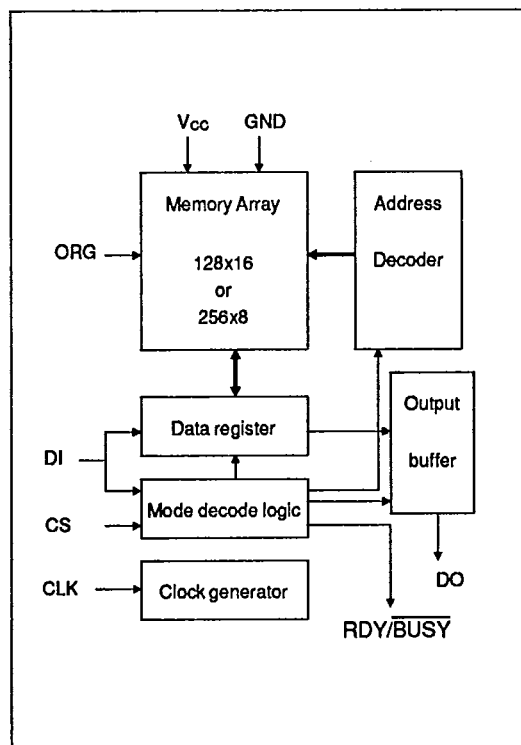 Vcc GND
Memory Array
Address
ORG
Decoder
128x16
or
256x8
Output
Data register
buffer
DI
Mode decode logic
CS
DO
CLK
Clock generator
RDY/B̅U̅S̅Y̅